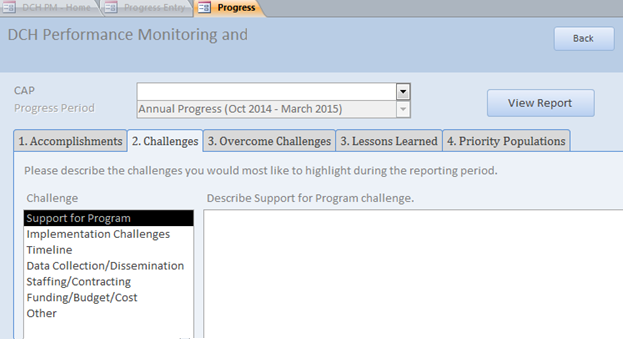 DCH PM - Home Progress Entry Progress
DCH Performance Monitoring and
Back
CAP
Progress Period Annual Progress (Oct 2014 - March 2015)
View Report
1. Accomplishments 2. Challenges 3. Overcome Challenges 3. Lessons Learned 4. Priority Populations
Please describe the challenges you would most like to highlight during the reporting period.
Challenge Describe Support for Program challenge.
Support for Program
Implementation Challenges
Timeline
Data Collection/Dissemination
Staffing/Contracting
Funding/Budget/Cost
Other